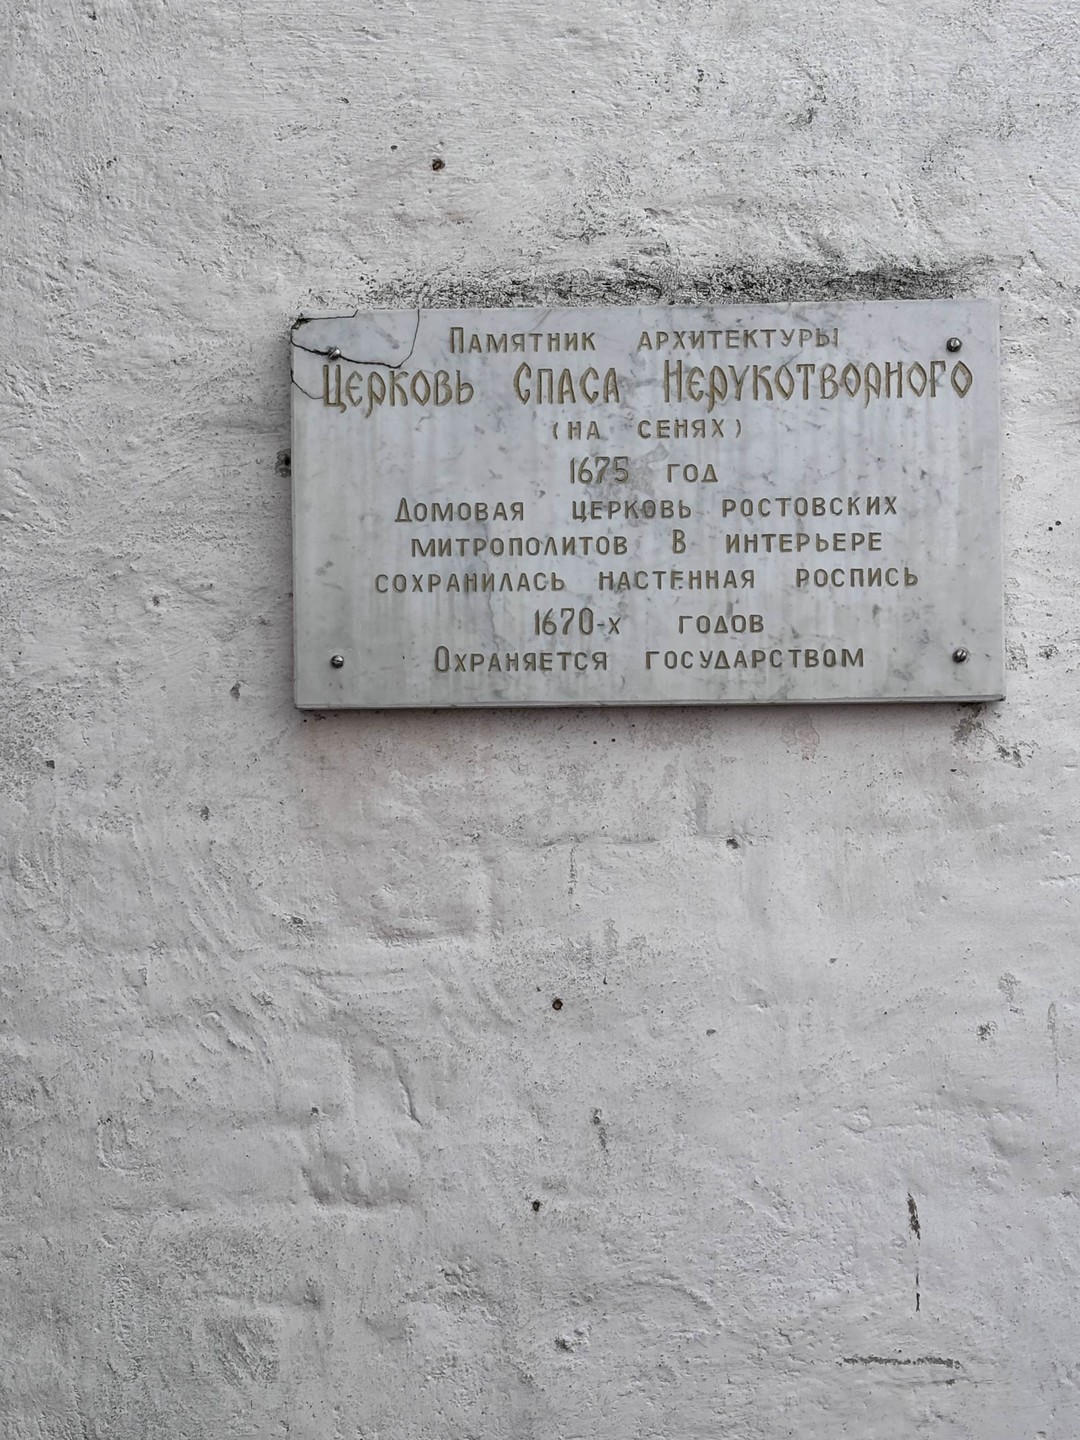 Памятник архитектуры
Церковь Спаса Нерукотворного
(на сенях)
1675 год
Домовая церковь ростовских
митрополитов В интерьере
сохранилась настенная роспись
1670-х годов
Охраняется государством